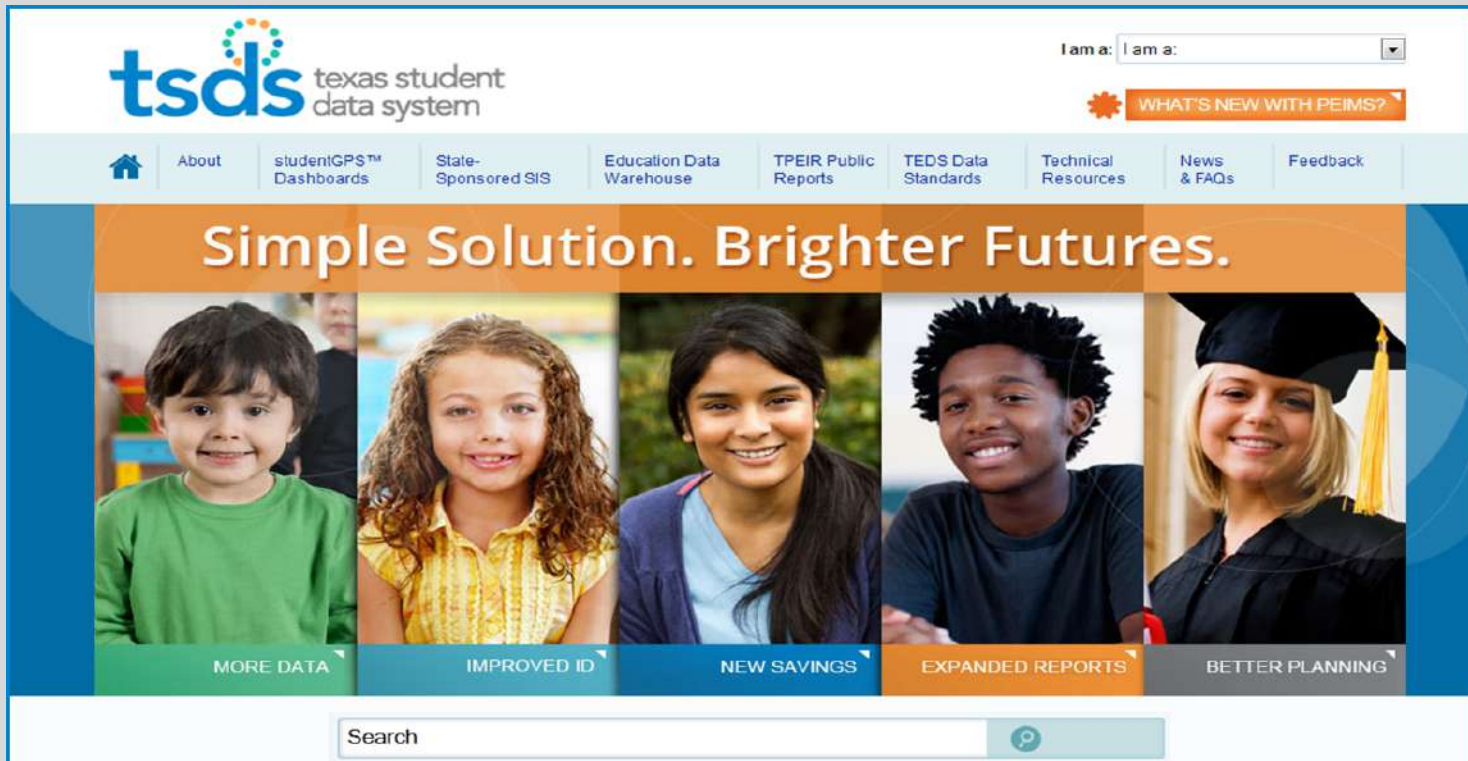 tsds texas student
data system
I am a: I am a:
WHAT'S NEW WITH PEIMS?
About
studentGPS™
Dashboards
State-
Sponsored SIS
Education Data
Warehouse
TPEIR Public
Reports
TEDS Data
Standards
Technical
Resources
News
& FAQs
Feedback
Simple Solution. Brighter Futures.
MORE DATA
IMPROVED ID
NEW SAVINGS
EXPANDED REPORTS
BETTER PLANNING
Search